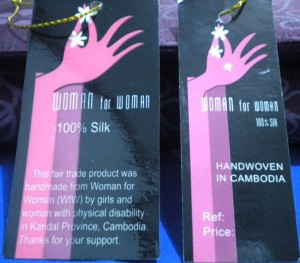 WOMAN for WOMAN
100% Silk
This fair trade product was
handmade from Woman for
Woman (WfW) by girls and
woman with physical disability
in Kandal Province, Cambodia.
Thanks for your support.
WOMAN for WOMAN
100% SILK
HANDWOVEN
IN CAMBODIA
Ref:
Price: